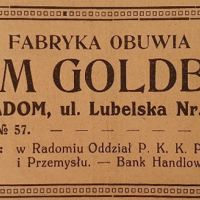 FABRYKA OBUWIA
M GOLDB
ADOM, ul. Lubelska Nr.
№ 57.
w Radomiu Oddział P. K. K. P
i Przemysłu. — Bank Handlow